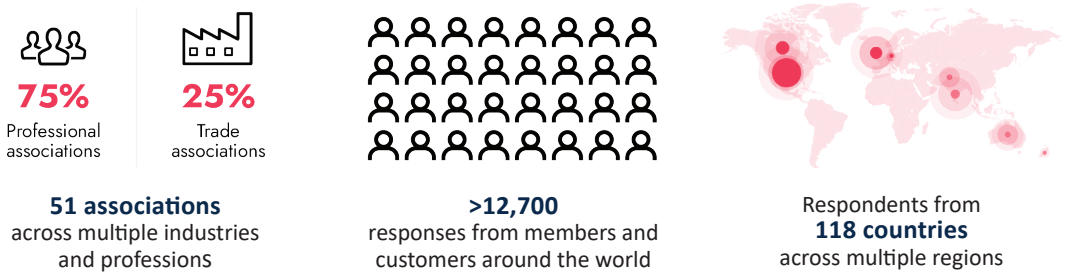 75%
Professional
associations
25%
Trade
associations
51 associations
across multiple industries
and professions
>12,700
responses from members and
customers around the world
Respondents from
118 countries
across multiple regions